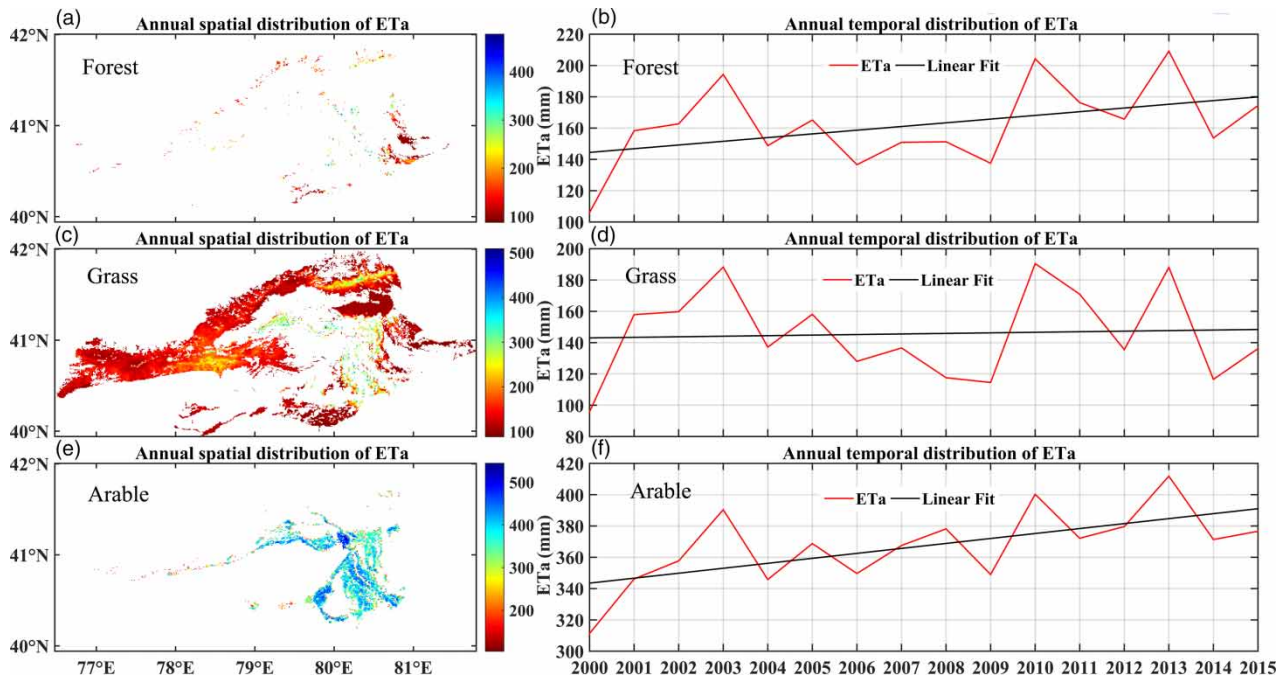 (a) Annual spatial distribution of ETa
42°N
41°N
40°N
Forest
400
300
200
100
(b) Annual temporal distribution of ETa
ETa (mm)
220
200
180
160
140
120
100
Forest
ETa Linear Fit
(c) Annual spatial distribution of ETa
42°N
41°N
40°N
Grass
500
400
300
200
100
(d) Annual temporal distribution of ETa
ETa (mm)
200
180
160
140
120
100
80
Grass
ETa Linear Fit
(e) Annual spatial distribution of ETa
42°N
41°N
40°N
Arable
500
400
300
200
100
77°E 78°E 79°E 80°E 81°E
(f) Annual temporal distribution of ETa
ETa (mm)
420
400
380
360
340
320
300
Arable
ETa Linear Fit
2000 2001 2002 2003 2004 2005 2006 2007 2008 2009 2010 2011 2012 2013 2014 2015